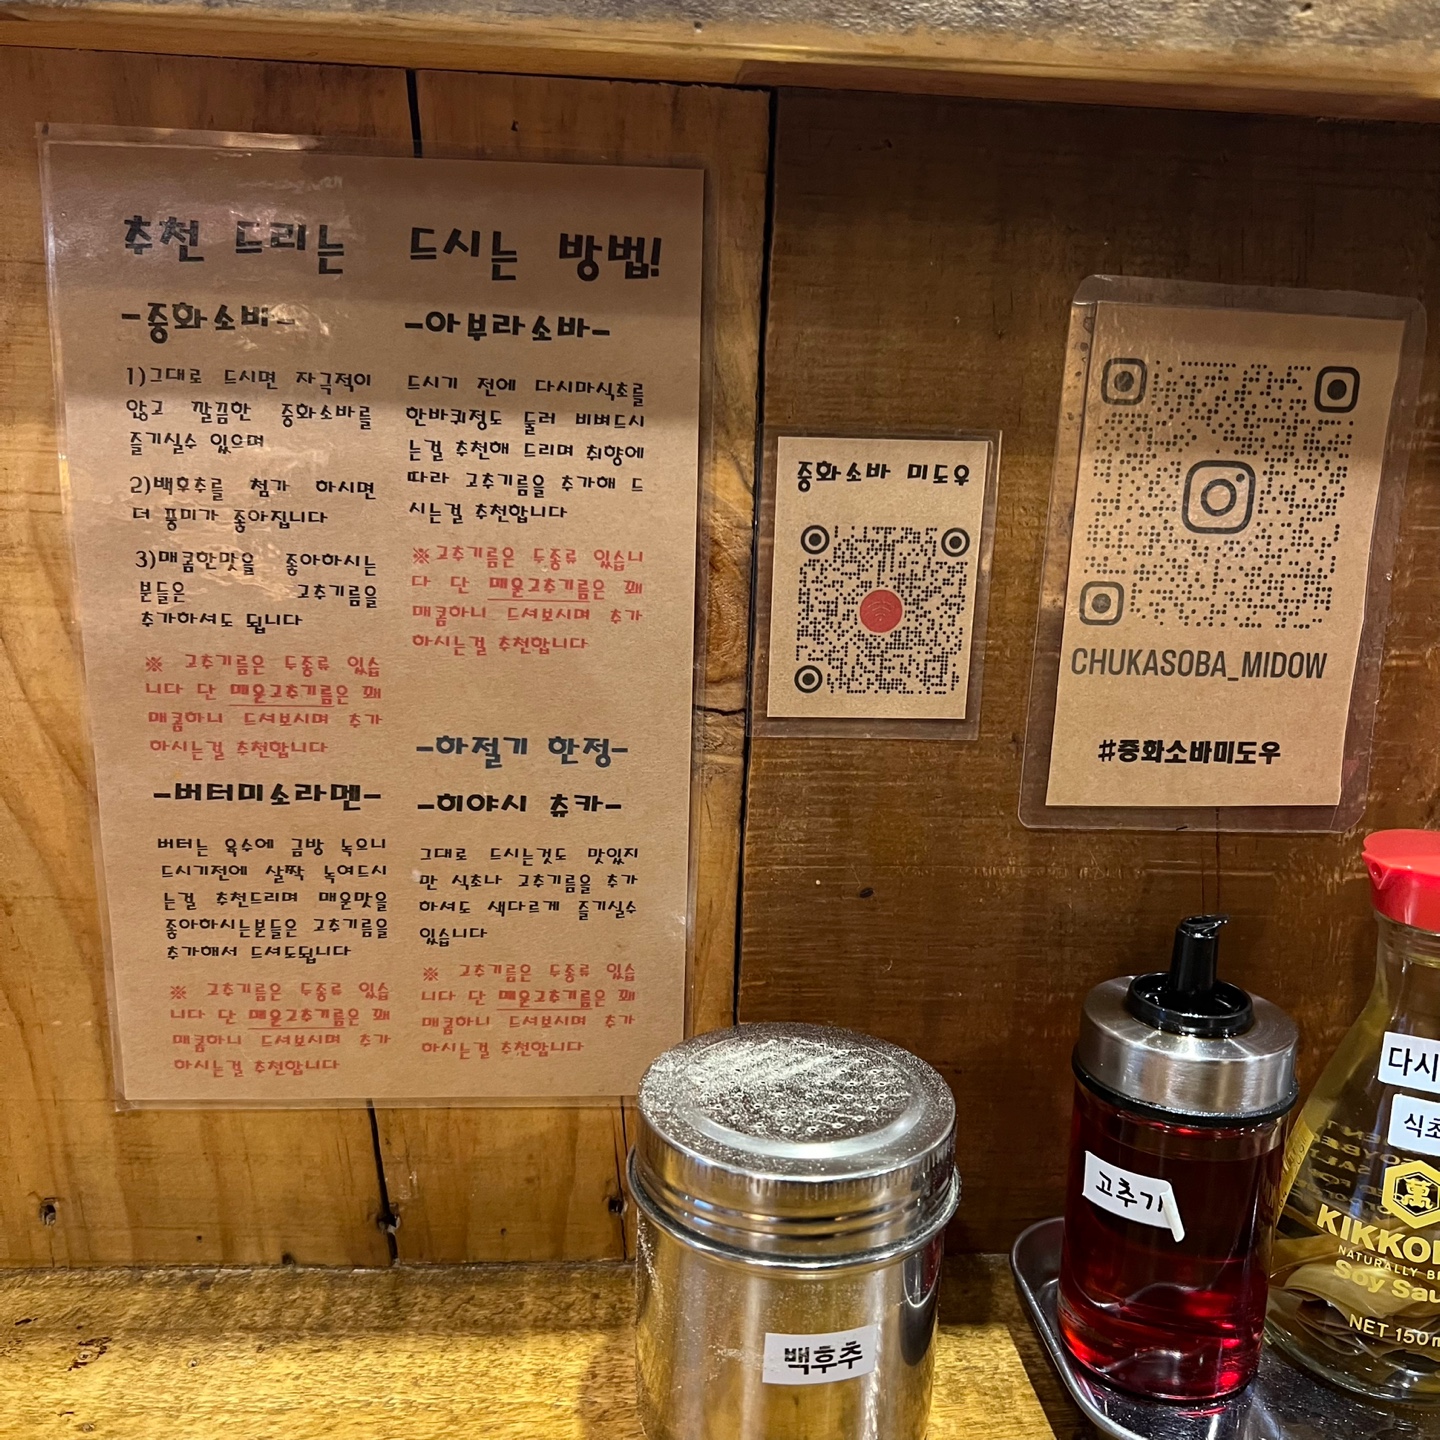 추천 드리는 드시는 방법!
-중화소바-
1)그대로 드시면 자극적이
않고 깔끔한 중화소바를
즐기실수 있으며
2)백후추를 첨가 하시면
더 풍미가 좋아집니다
3)매콤한맛을 좋아하시는
분들은 고추기름을
추가하셔도 됩니다
※ 고추기름은 두종류 있습
니다 단 매운고추기름은 꽤
매콤하니 드셔보시며 추가
하시는걸 추천합니다
-버터미소라멘-
버터는 육수에 금방 녹으니
드시기전에 살짝 녹여드시
는걸 추천드리며 매운맛을
좋아하시는분들은 고추기름을
추가해서 드셔도됩니다
※ 고추기름은 두종류 있습
니다 단 매운고추기름은 꽤
매콤하니 드셔보시며 추가
하시는걸 추천합니다
-아부라소바-
드시기 전에 다시마식초를
한바퀴정도 둘러 비벼드시
는걸 추천해 드리며 취향에
따라 고추기름을 추가해 드
시는걸 추천합니다
※고추기름은 두종류 있습니
다 단 매운고추기름은 꽤
매콤하니 드셔보시며 추가
하시는걸 추천합니다
-하절기 한정-
-히야시 츄카-
그대로 드시는것도 맛있지
만 식초나 고추기름을 추가
하셔도 색다르게 즐기실수
있습니다
※ 고추기름은 두종류 있습
니다 단 매운고추기름은 꽤
매콤하니 드셔보시며 추가
하시는걸 추천합니다
중화소바 미도우
CHUKASOBA_MIDOW
#중화소바미도우
백후추
고추기
다시
식초
萬
KIKKO
NATURALLY B
Soy Sau
NET 150m